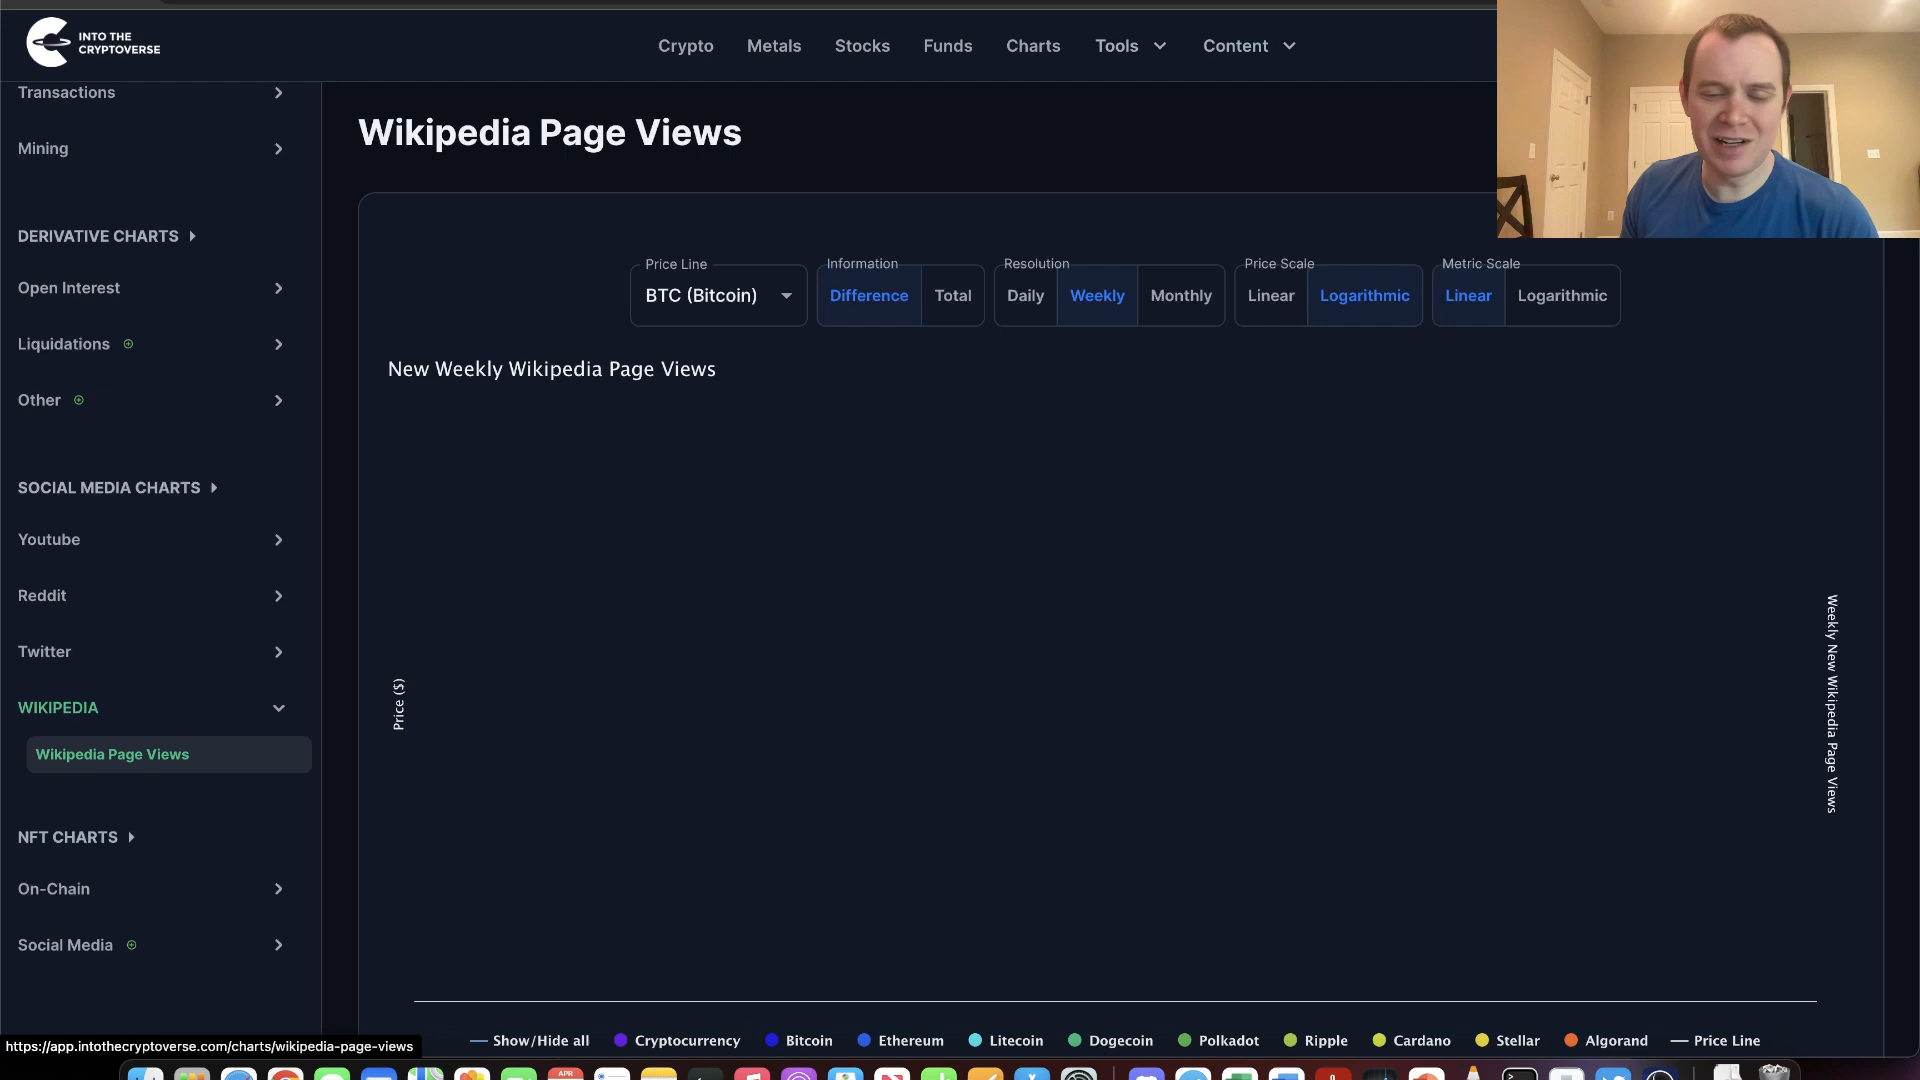 INTO THE
CRYPTOVERSE
Crypto
Metals
Stocks
Funds
Charts
Tools
Content
Transactions
Mining
DERIVATIVE CHARTS
Open Interest
Liquidations
Other
SOCIAL MEDIA CHARTS
Youtube
Reddit
Twitter
WIKIPEDIA
Wikipedia Page Views
NFT CHARTS
On-Chain
Social Media
https://app.intothecryptoverse.com/charts/wikipedia-page-views
Wikipedia Page Views
Price Line
BTC (Bitcoin)
Information
Difference Total
Resolution
Daily Weekly Monthly
Price Scale
Linear Logarithmic
Metric Scale
Linear Logarithmic
New Weekly Wikipedia Page Views
Price ($)
Weekly New Wikipedia Page Views
Show/Hide all Cryptocurrency Bitcoin Ethereum Litecoin Dogecoin Polkadot Ripple Cardano Stellar Algorand Price Line
APR